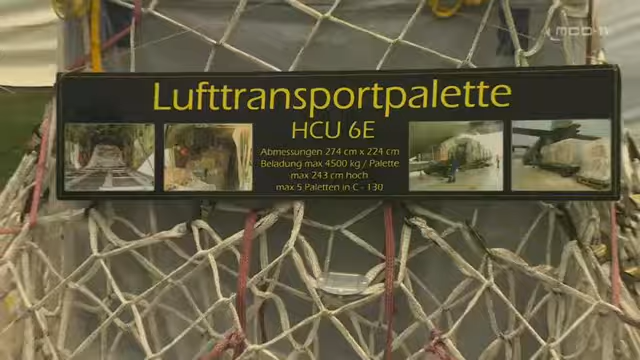 Lufttransportpalette
HCU 6E
Abmessungen 274 cm x 224 cm
Beladung max 4500 kg / Palette
max 243 cm hoch
max 5 Paletten in C - 130